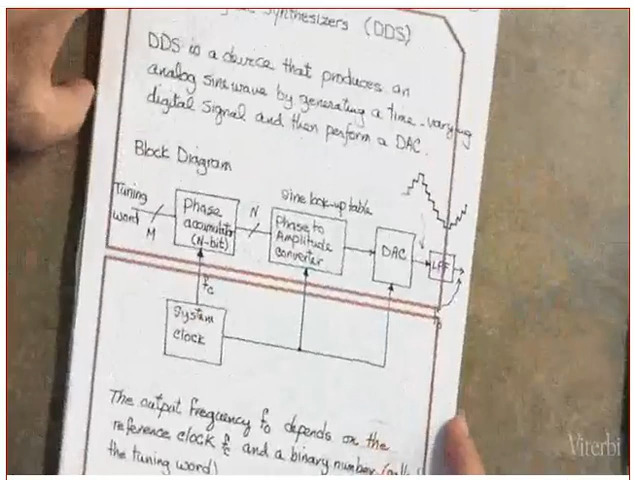 Synthesizers (DDS)
DDS is a device that produces an
analog sinewave by generating a time-varying
digital signal and then perform a DAC.
Block Diagram
Sine look-up table
Tuning
word
M
Phase
accumulator
(N-bit)
N
Phase to
Amplitude
converter
DAC
LPF
fc
fo
System
clock
The output frequency fo depends on the
reference clock fc and a binary number
the tuning word)
Viterbi